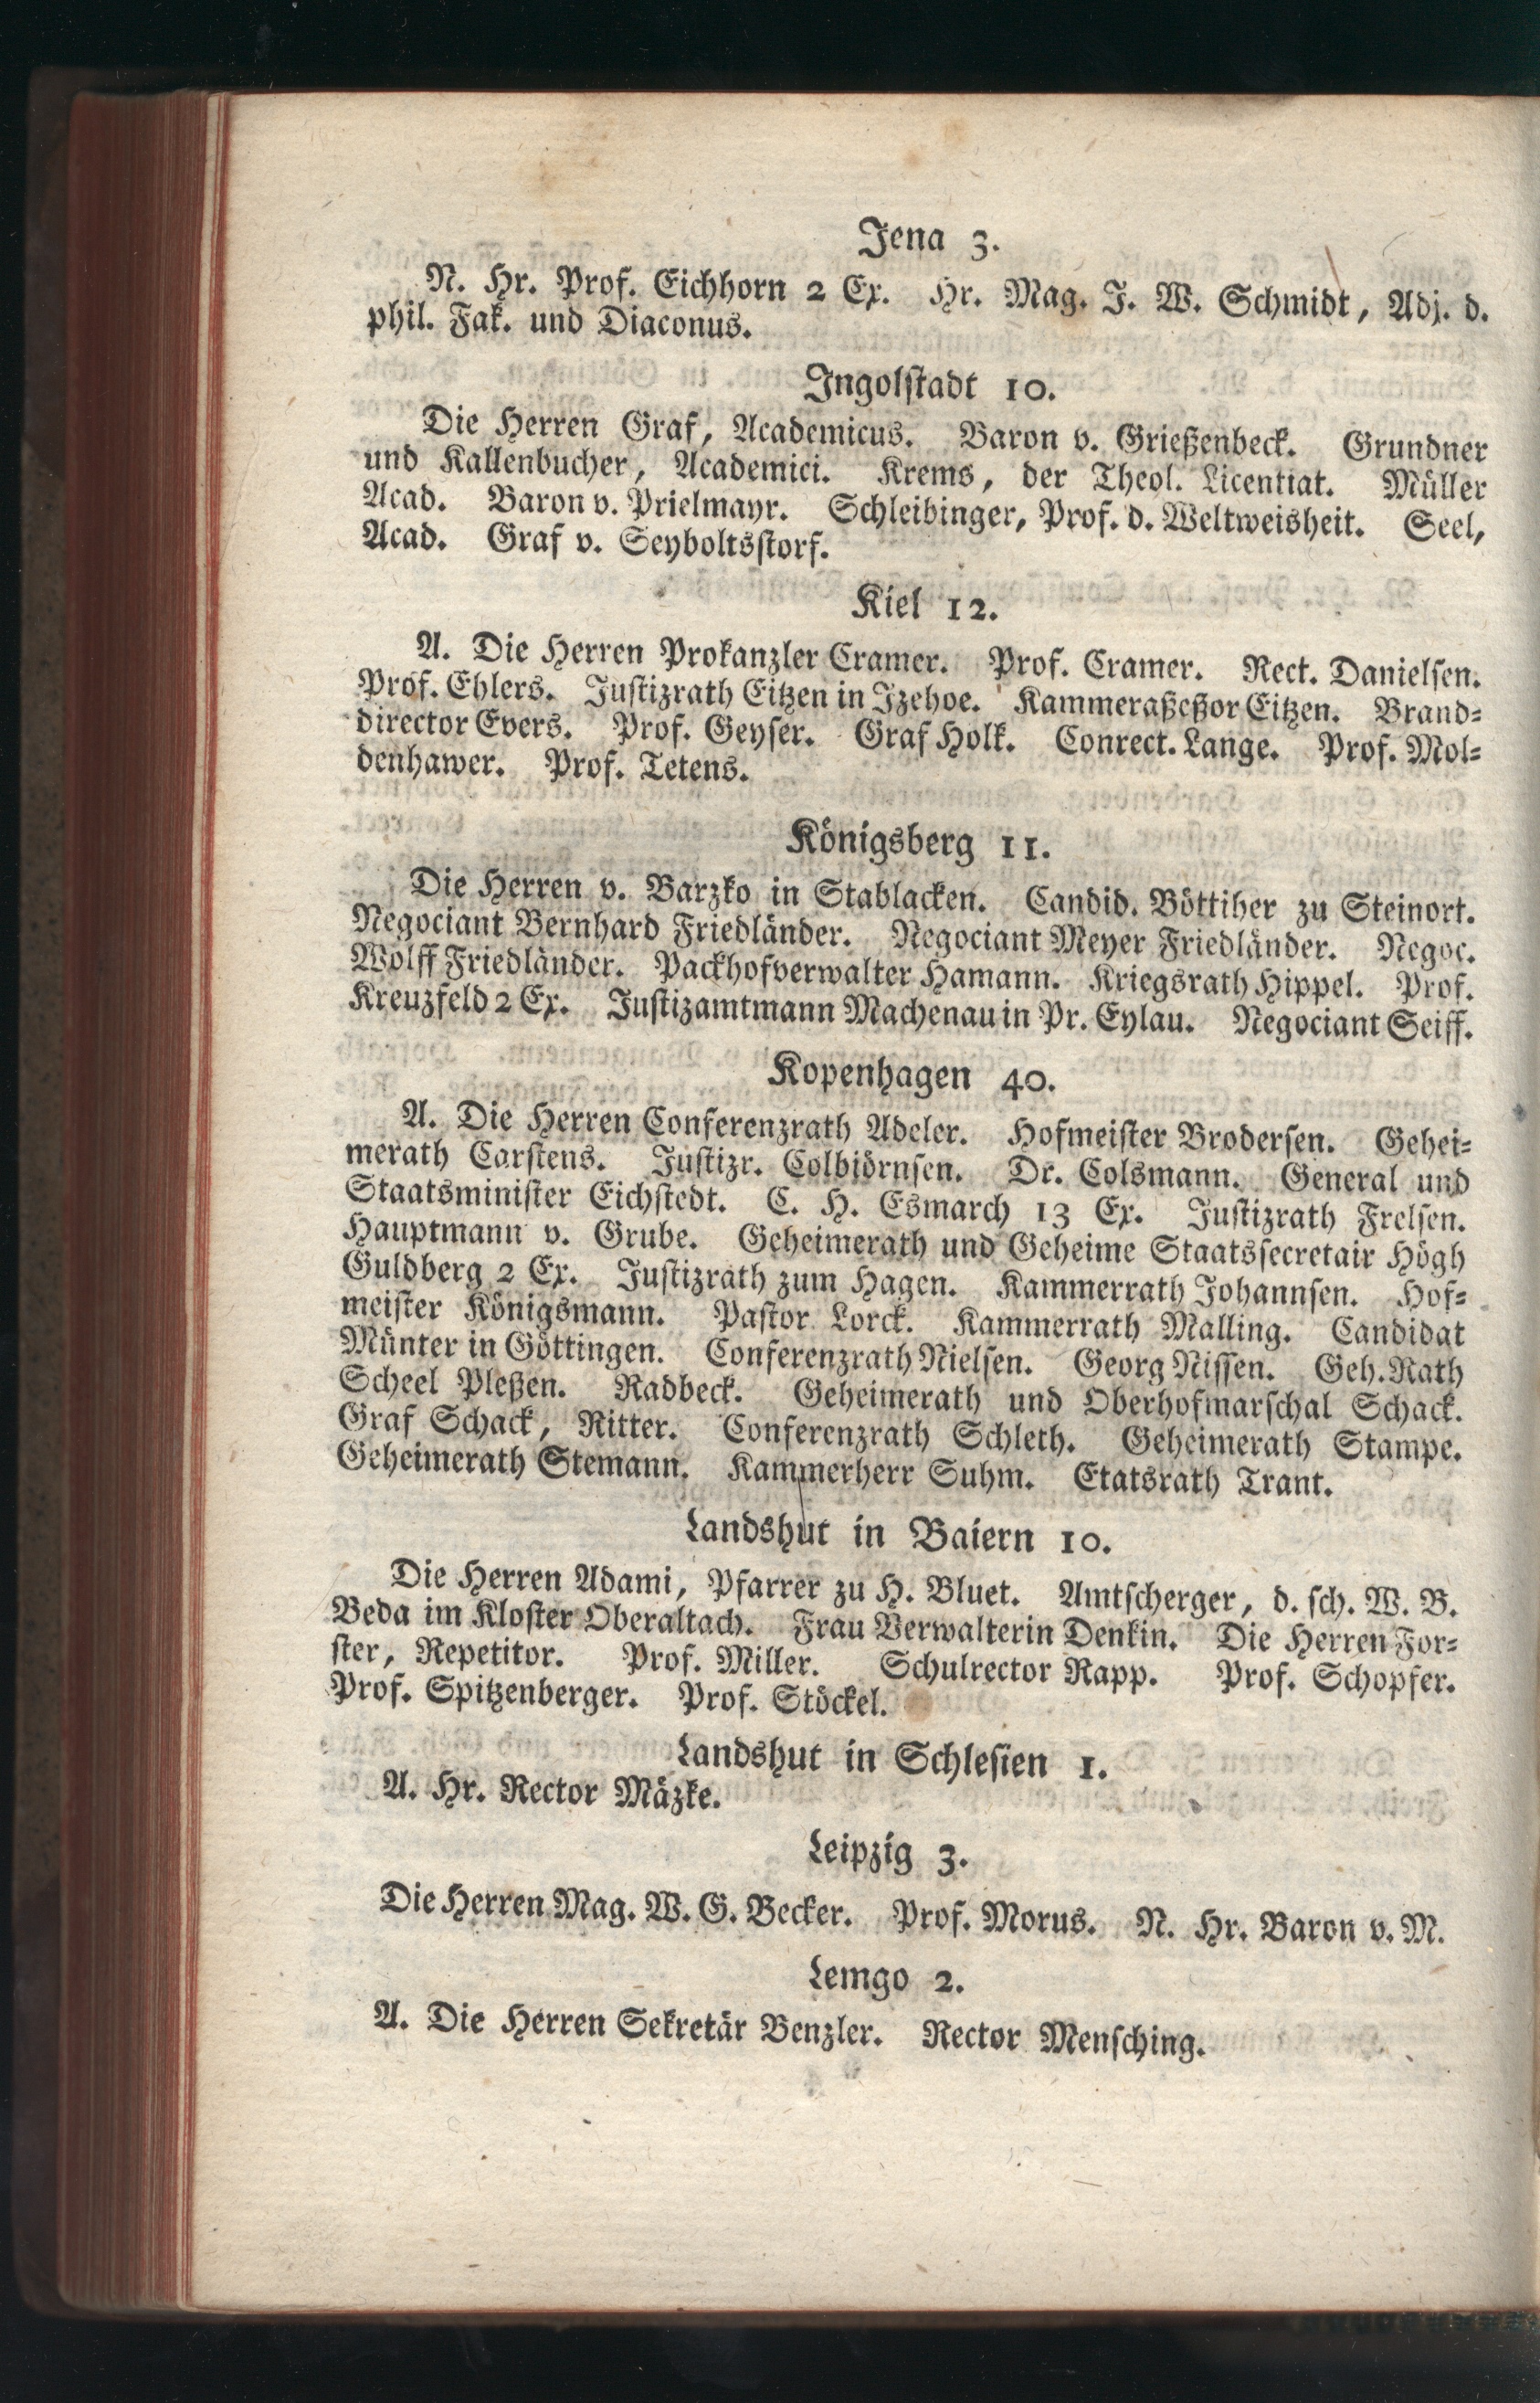 Jena 3.
N. Hr. Prof. Eichhorn 2 Ex. Hr. Mag. J. W. Schmidt, Adj. d.
phil. Fak. und Diaconus.
Ingolstadt 10.
Die Herren Graf, Academicus. Baron v. Grießenbeck. Grundner
und Kallenbucher, Academici. Krems, der Theol. Licentiat. Müller
Acad. Baron v. Prielmayr. Schleibinger, Prof. d. Weltweisheit. Seel,
Acad. Graf v. Seyboltsstorf.
Kiel 12.
A. Die Herren Prokanzler Cramer. Prof. Cramer. Rect. Danielsen.
Prof. Ehlers. Justizrath Eitzen in Izehoe. Kammeraßeßor Eitzen. Brand-
director Evers. Prof. Geyser. Graf Holk. Conrect. Lange. Prof. Mol-
denhawer. Prof. Tetens.
Königsberg 11.
Die Herren v. Barzko in Stablacken. Candid. Böttiher zu Steinort.
Negociant Bernhard Friedländer. Negociant Meyer Friedländer. Negoc.
Wolff Friedländer. Packhofverwalter Hamann. Kriegsrath Hippel. Prof.
Kreuzfeld 2 Ex. Justizamtmann Machenau in Pr. Eylau. Negociant Seiff.
Kopenhagen 40.
A. Die Herren Conferenzrath Adeler. Hofmeister Brodersen. Gehei-
merath Carstens. Justizr. Colbiörnsen. Dr. Colsmann. General und
Staatsminister Eichstedt. C. H. Esmarch 13 Ex. Justizrath Frelsen.
Hauptmann v. Grube. Geheimerath und Geheime Staatssecretair Högh
Guldberg 2 Ex. Justizrath zum Hagen. Kammerrath Johannsen. Hof-
meister Königsmann. Pastor Lorck. Kammerrath Malling. Candidat
Münter in Göttingen. Conferenzrath Nielsen. Georg Nissen. Geh. Rath
Scheel Pleßen. Radbeck. Geheimerath und Oberhofmarschal Schack.
Graf Schack, Ritter. Conferenzrath Schleth. Geheimerath Stampe.
Geheimerath Stemann. Kammerherr Suhm. Etatsrath Trant.
Landshut in Baiern 10.
Die Herren Adami, Pfarrer zu H. Bluet. Amtscherger, d. sch. W. B.
Beda im Kloster Oberaltach. Frau Verwalterin Denkin. Die Herren For-
ster, Repetitor. Prof. Miller. Schulrector Rapp. Prof. Schopfer.
Prof. Spitzenberger. Prof. Stöckel.
Landshut in Schlesien 1.
A. Hr. Rector Mäzke.
Leipzig 3.
Die Herren Mag. W. G. Becker. Prof. Morus. N. Hr. Baron v. M.
Lemgo 2.
A. Die Herren Sekretär Benzler. Rector Mensching.